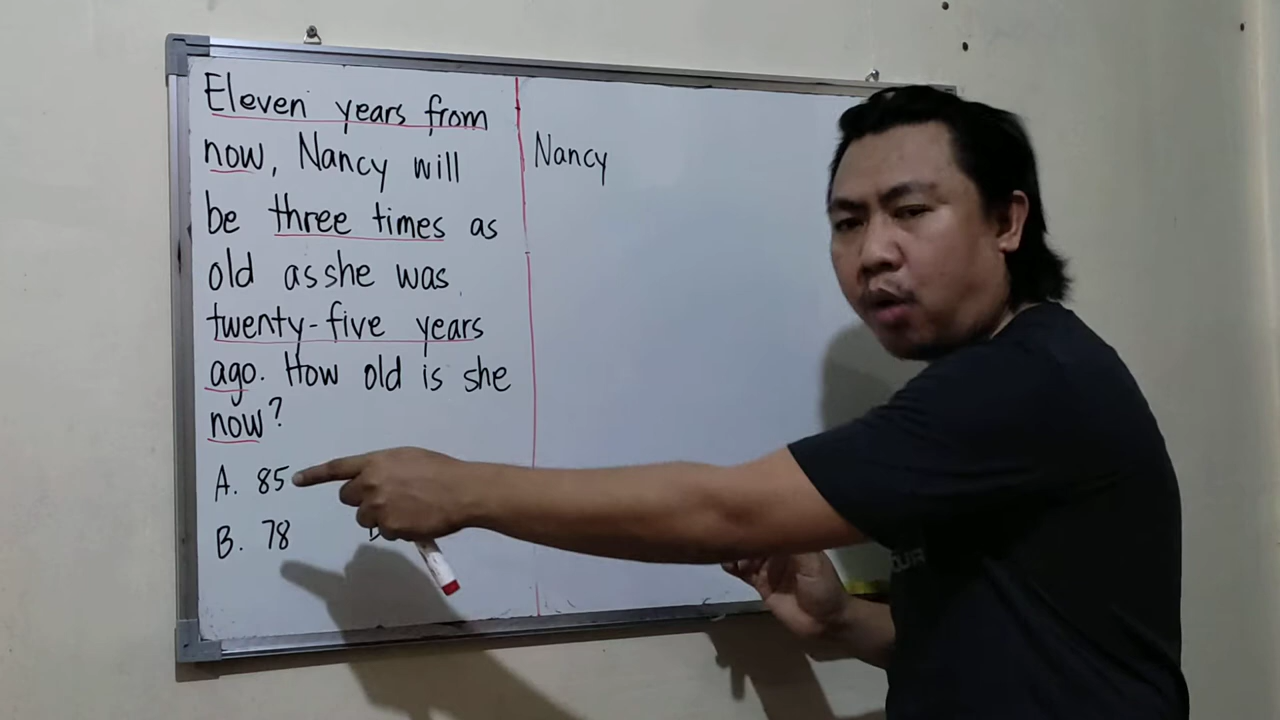 Eleven years from
now, Nancy will
be three times as
old as she was
twenty-five years
ago. How old is she
now?
A. 85
B. 78
Nancy